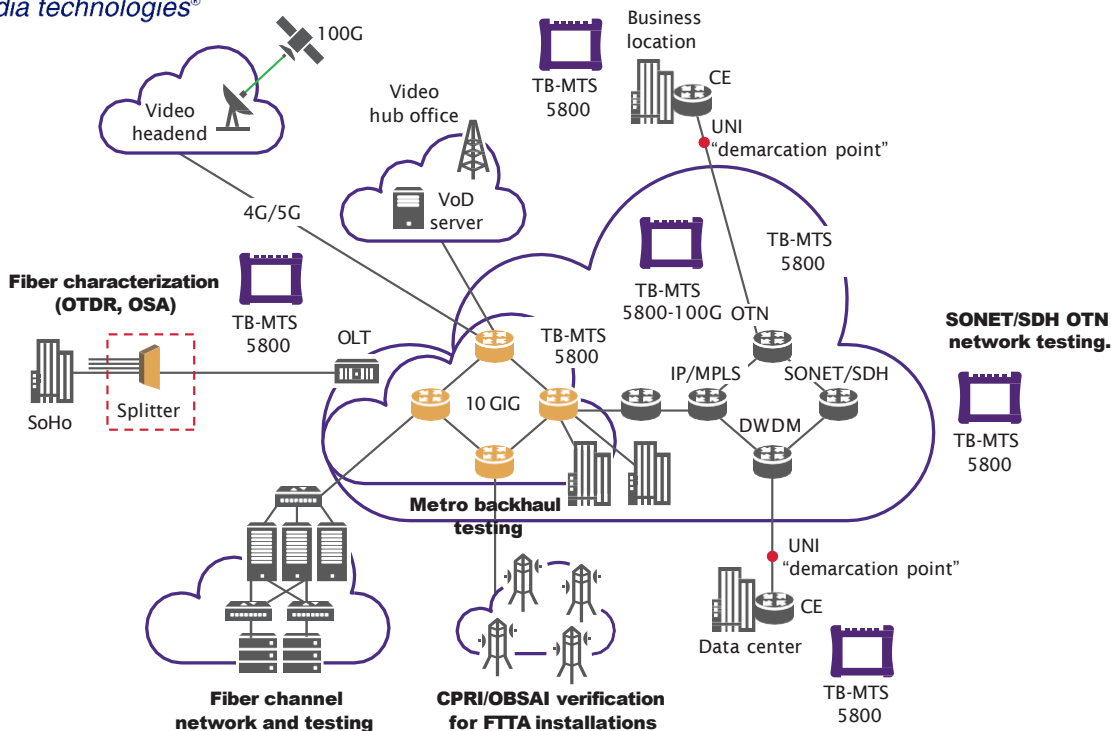 dia technologies®
100G
Video
headend
Video
hub office
VoD
server
4G/5G
TB-MTS
5800
Business
location
CE
UNI
“demarcation point”
Fiber characterization
(OTDR, OSA)
TB-MTS
5800
OLT
SoHo
Splitter
TB-MTS
5800
10 GIG
TB-MTS
5800-100G
OTN
TB-MTS
5800
IP/MPLS
SONET/SDH
DWDM
SONET/SDH OTN
network testing.
TB-MTS
5800
Metro backhaul
testing
UNI
“demarcation point”
CE
Data center
TB-MTS
5800
Fiber channel
network and testing
CPRI/OBSAI verification
for FTTA installations